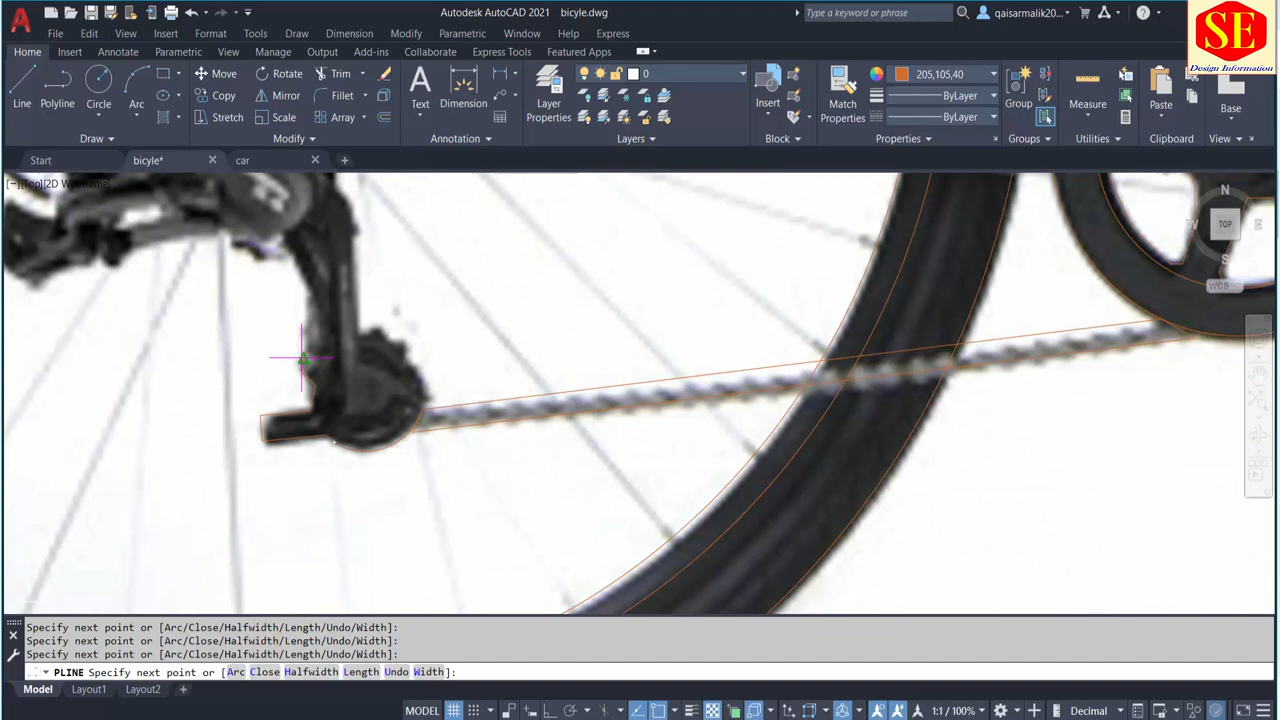 Autodesk AutoCAD 2021 bicyle.dwg
Type a keyword or phrase
qaisarmalik20...
SE
Design Information
File Edit View Insert Format Tools Draw Dimension Modify Parametric Window Help Express
Home Insert Annotate Parametric View Manage Output Add-ins Collaborate Express Tools Featured Apps
Line Polyline Circle Arc
Move Rotate Trim
Copy Mirror Fillet
Stretch Scale Array
Text Dimension
Layer Properties
0
Insert
Match Properties
205,105,40
ByLayer
ByLayer
Group
Measure
Paste
Base
Draw Modify Annotation Layers Block Properties Groups Utilities Clipboard View
Start bicyle* car
[−][Top][2D Wireframe]
N
W TOP E
S
WCS
Specify next point or [Arc/Close/Halfwidth/Length/Undo/Width]:
Specify next point or [Arc/Close/Halfwidth/Length/Undo/Width]:
Specify next point or [Arc/Close/Halfwidth/Length/Undo/Width]:
PLINE Specify next point or [Arc Close Halfwidth Length Undo Width]:
Model Layout1 Layout2
MODEL 1:1 / 100% Decimal